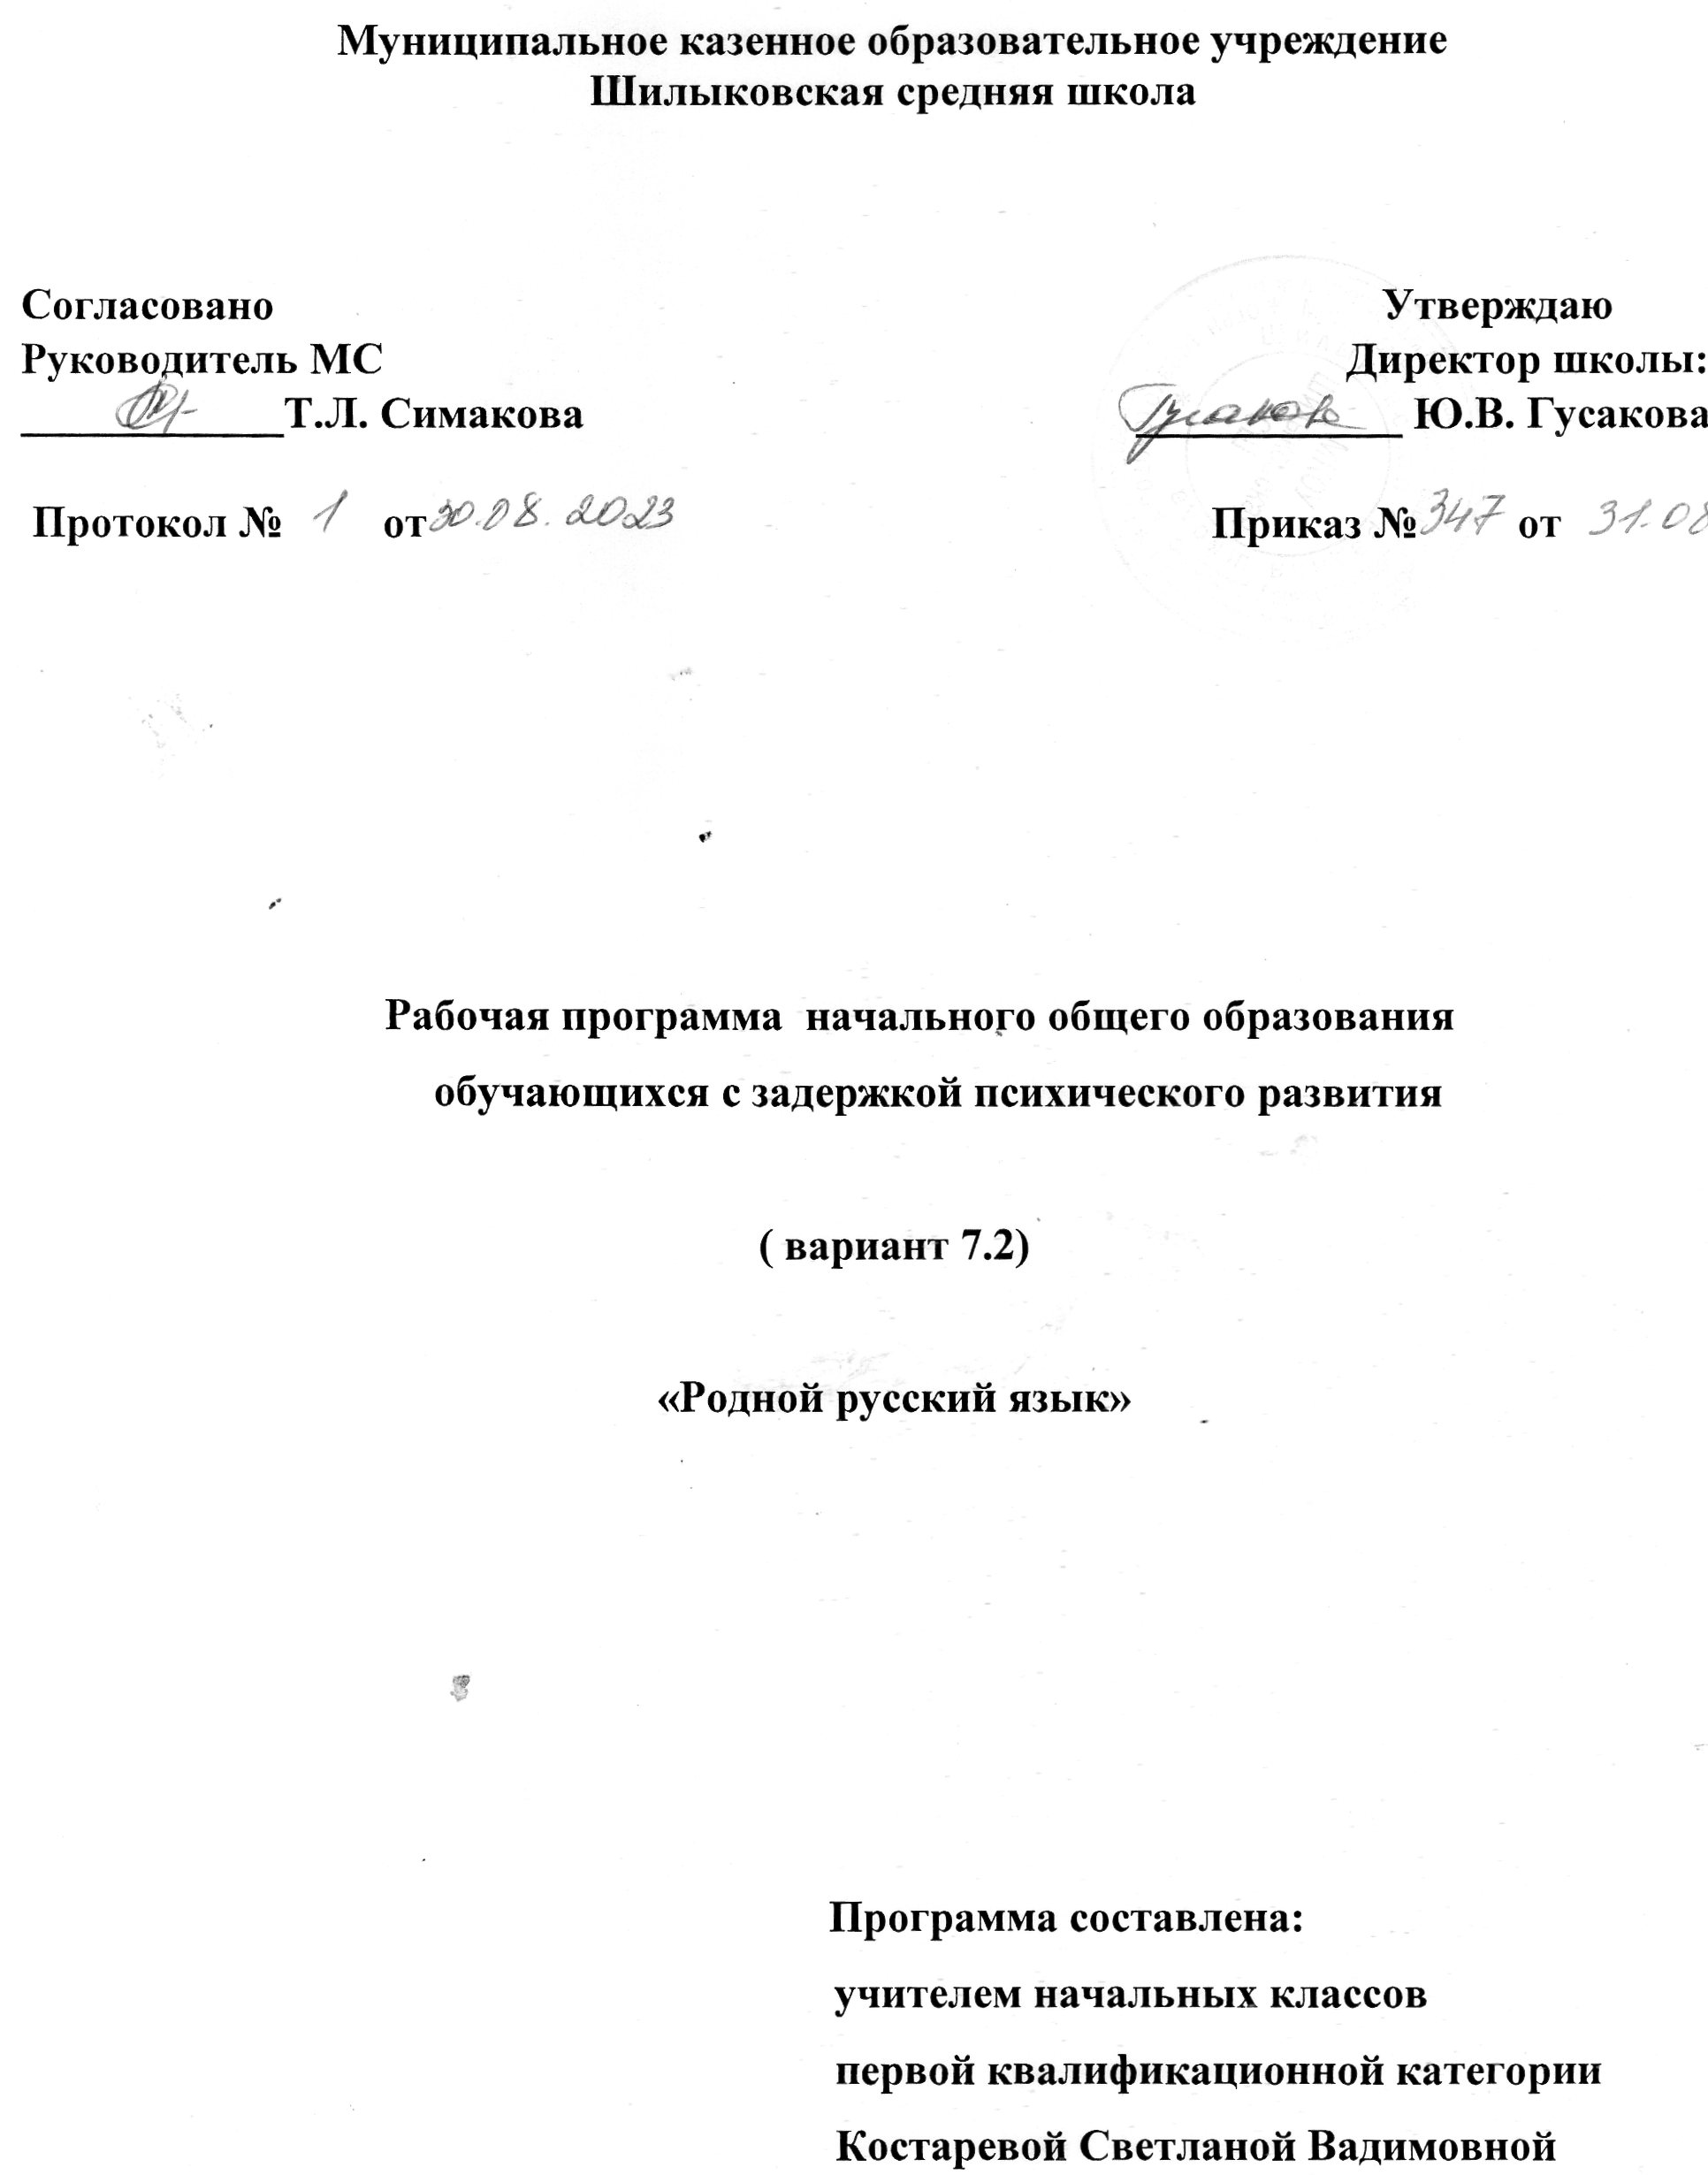 Муниципальное казенное образовательное учреждение
Шилыковская средняя школа
Согласовано Утверждаю
Руководитель МС Директор школы:
Т.Л. Симакова Гусакова Ю.В. Гусакова
Протокол № 1 от 30.08.2023 Приказ № 347 от 31.08
Рабочая программа начального общего образования
обучающихся с задержкой психического развития
( вариант 7.2)
«Родной русский язык»
Программа составлена:
учителем начальных классов
первой квалификационной категории
Костаревой Светланой Вадимовной